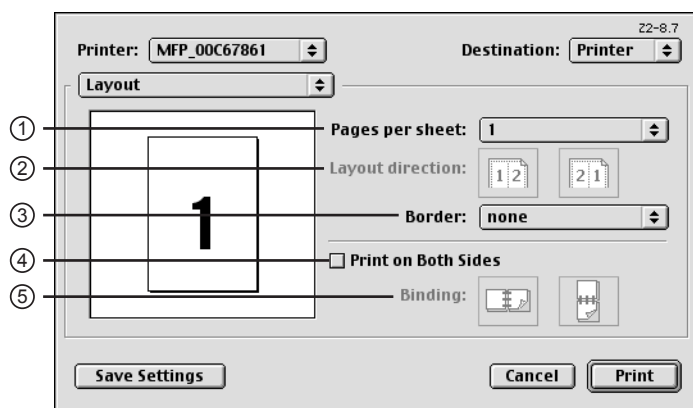 Z2-8.7
Printer: MFP_00C67861 Destination: Printer
Layout
① Pages per sheet: 1
② Layout direction: 1 2 2 1
③ Border: none
1
④ Print on Both Sides
⑤ Binding:
Save Settings Cancel Print